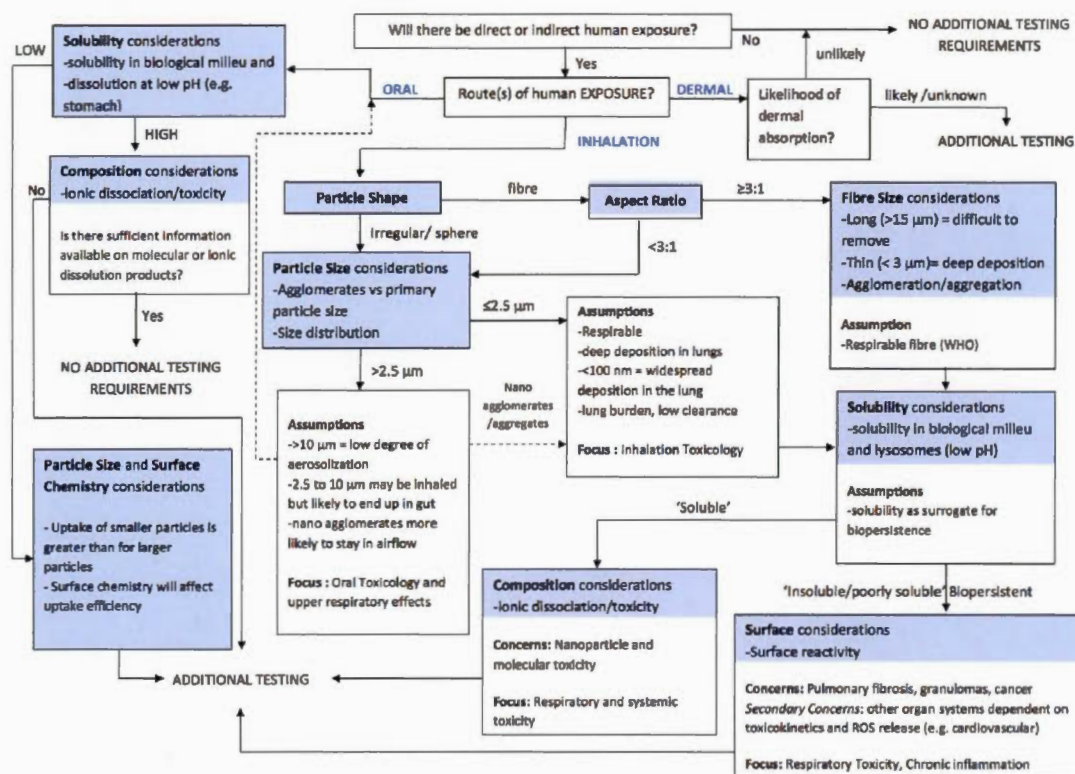 Will there be direct or indirect human exposure?
No
NO ADDITIONAL TESTING
REQUIREMENTS
unlikely
Yes
Route(s) of human EXPOSURE?
ORAL
DERMAL
INHALATION
Likelihood of
dermal
absorption?
likely /unknown
ADDITIONAL TESTING
LOW
Solubility considerations
-solubility in biological milieu and
-dissolution at low pH (e.g.
stomach)
HIGH
No
Composition considerations
-ionic dissociation/toxicity
Is there sufficient information
available on molecular or ionic
dissolution products?
Yes
NO ADDITIONAL TESTING
REQUIREMENTS
Particle Shape
fibre
Aspect Ratio
≥3:1
<3:1
Irregular/ sphere
Particle Size considerations
-Agglomerates vs primary
particle size
-Size distribution
≤2.5 µm
>2.5 µm
Fibre Size considerations
-Long (>15 µm) = difficult to
remove
-Thin (< 3 µm)= deep deposition
-Agglomeration/aggregation
Assumption
-Respirable fibre (WHO)
Assumptions
-Respirable
-deep deposition in lungs
-<100 nm = widespread
deposition in the lung
-lung burden, low clearance
Focus : Inhalation Toxicology
Nano
agglomerates
/aggregates
Assumptions
->10 µm = low degree of
aerosolization
-2.5 to 10 µm may be inhaled
but likely to end up in gut
-nano agglomerates more
likely to stay in airflow
Focus : Oral Toxicology and
upper respiratory effects
Solubility considerations
-solubility in biological milieu
and lysosomes (low pH)
Assumptions
-solubility as surrogate for
biopersistence
'Soluble'
'Insoluble/poorly soluble' Biopersistent
Particle Size and Surface
Chemistry considerations
- Uptake of smaller particles is
greater than for larger
particles
- Surface chemistry will affect
uptake efficiency
Composition considerations
-ionic dissociation/toxicity
Concerns: Nanoparticle and
molecular toxicity
Focus: Respiratory and systemic
toxicity
Surface considerations
-Surface reactivity
Concerns: Pulmonary fibrosis, granulomas, cancer
Secondary Concerns: other organ systems dependent on
toxicokinetics and ROS release (e.g. cardiovascular)
Focus: Respiratory Toxicity, Chronic inflammation
ADDITIONAL TESTING